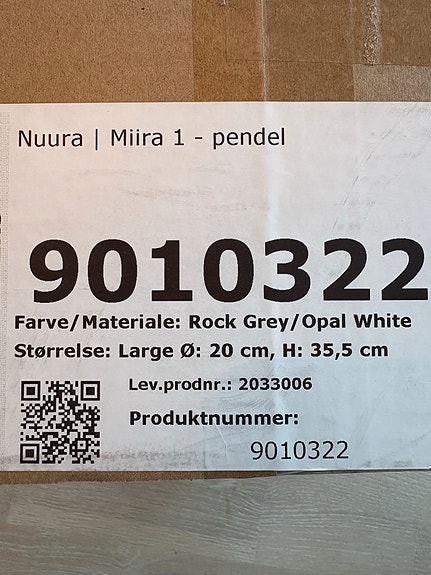 Nuura | Miira 1 - pendel
9010322
Farve/Materiale: Rock Grey/Opal White
Størrelse: Large Ø: 20 cm, H: 35,5 cm
Lev.prodnr.: 2033006
Produktnummer:
9010322